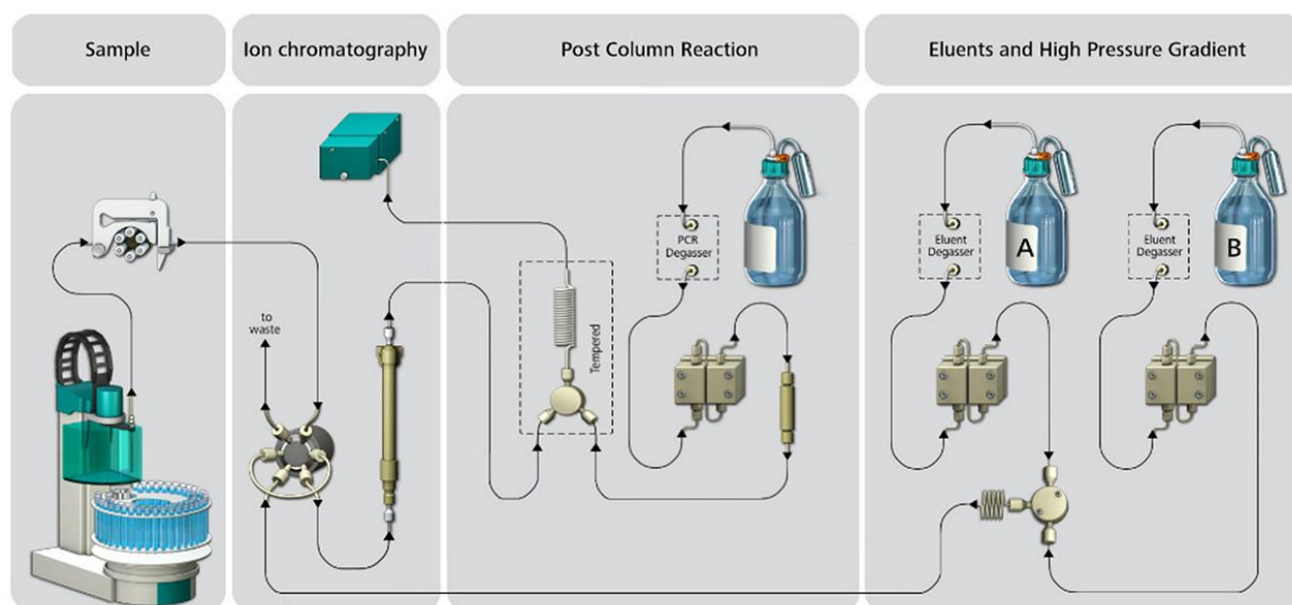 Sample
Ion chromatography
Post Column Reaction
Eluents and High Pressure Gradient
to
waste
Tempered
PCR
Degasser
Eluent
Degasser
A
Eluent
Degasser
B